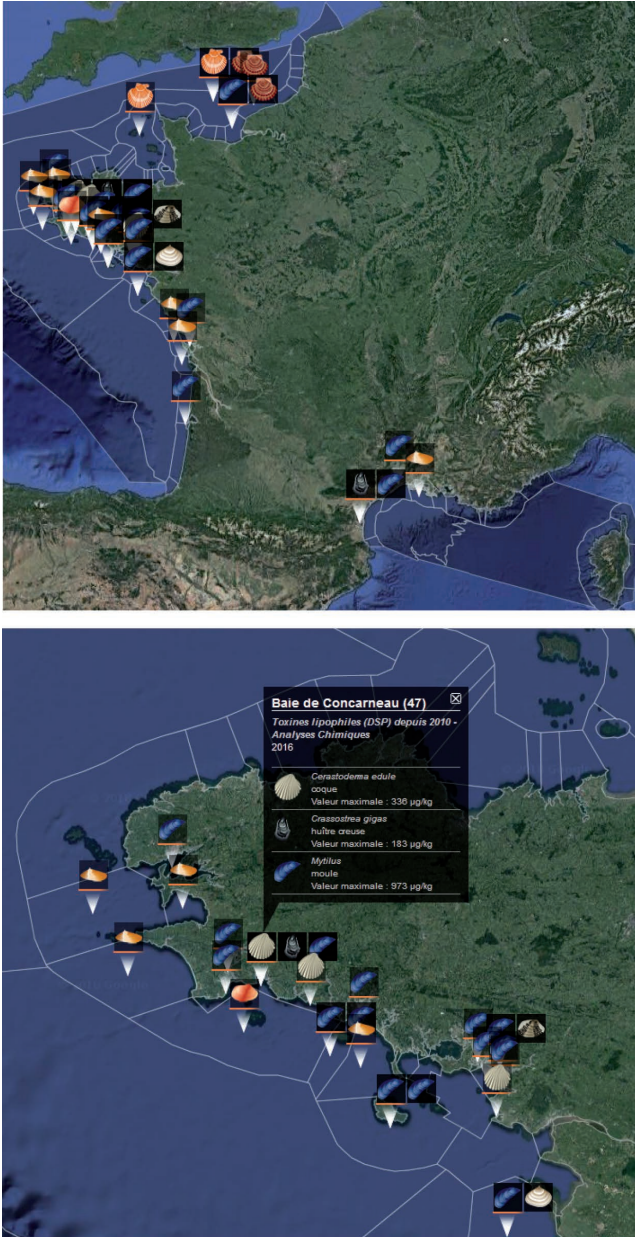 Baie de Concarneau (47)
Toxines lipophiles (DSP) depuis 2010 -
Analyses Chimiques
2016
Cerastoderma edule
coque
Valeur maximale : 336 µg/kg
Crassostrea gigas
huître creuse
Valeur maximale : 183 µg/kg
Mytilus
moule
Valeur maximale : 973 µg/kg